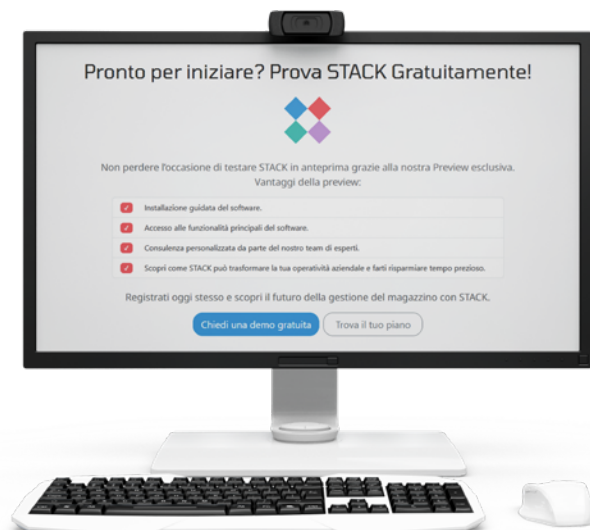 Pronto per iniziare? Prova STACK Gratuitamente!
Non perdere l'occasione di testare STACK in anteprima grazie alla nostra Preview esclusiva.
Vantaggi della preview:
Installazione guidata del software.
Accesso alle funzionalità principali del software.
Consulenza personalizzata da parte del nostro team di esperti.
Scopri come STACK può trasformare la tua operatività aziendale e farti risparmiare tempo prezioso.
Registrati oggi stesso e scopri il futuro della gestione del magazzino con STACK.
Chiedi una demo gratuita
Trova il tuo piano